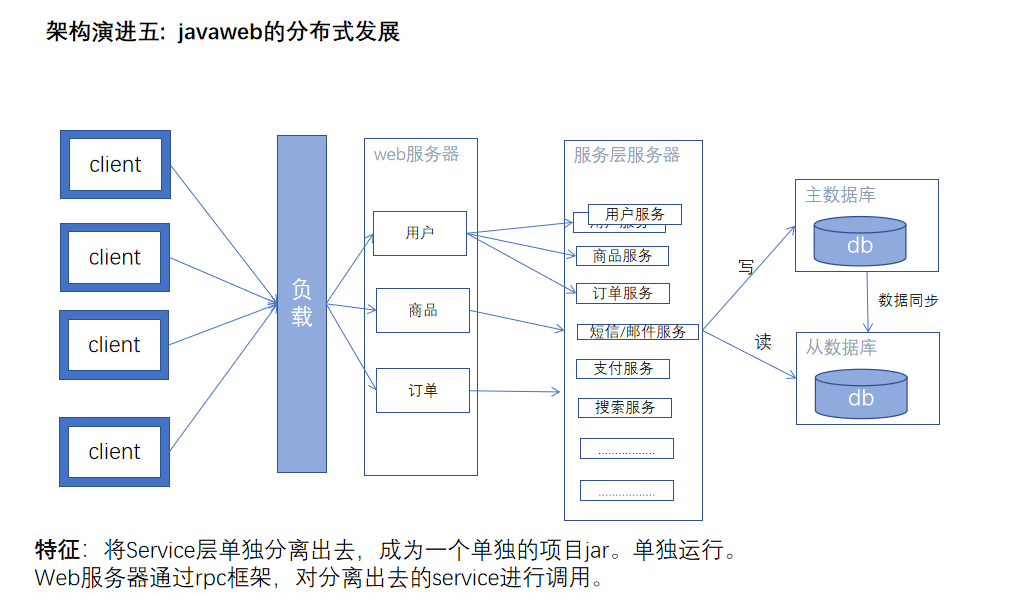 架构演进五: javaweb的分布式发展
client
client
client
client
负载
web服务器
用户
商品
订单
服务层服务器
用户服务
用户服务
商品服务
订单服务
短信/邮件服务
支付服务
搜索服务
................
................
写
读
主数据库
db
数据同步
从数据库
db
特征：将Service层单独分离出去，成为一个单独的项目jar。单独运行。
Web服务器通过rpc框架，对分离出去的service进行调用。